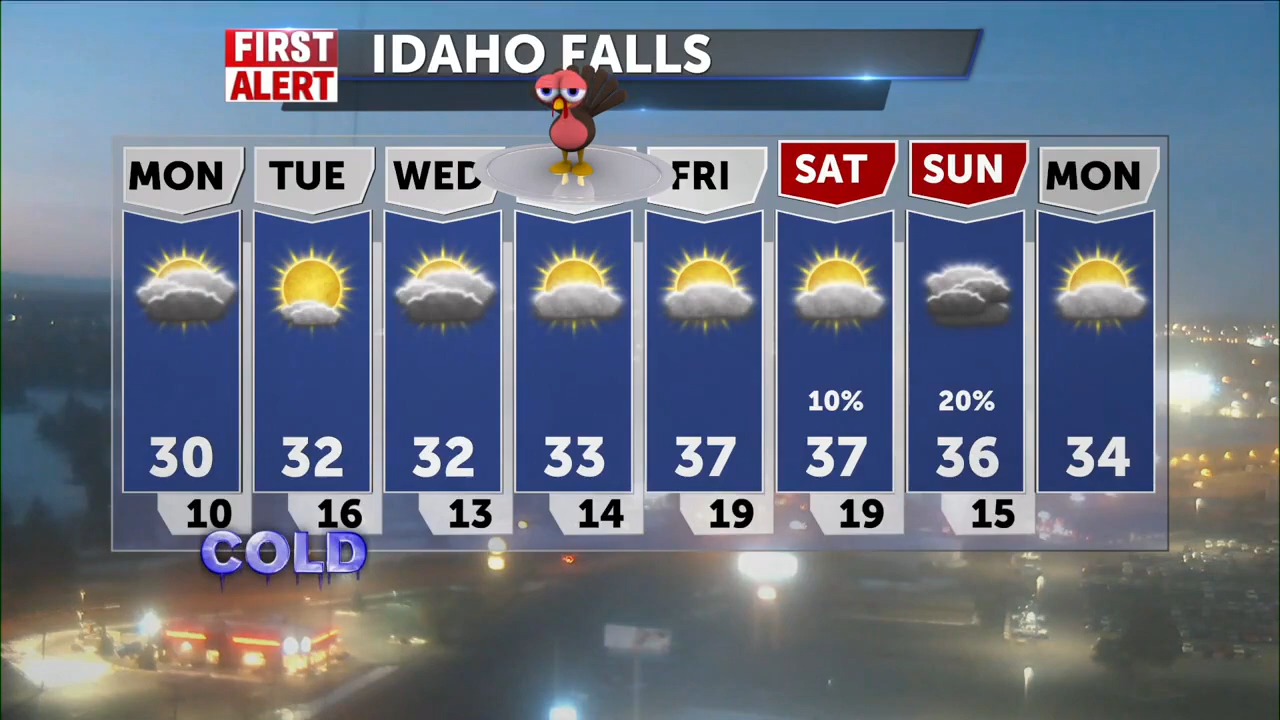 FIRST
ALERT
IDAHO FALLS
MON TUE WED FRI SAT SUN MON
10% 20%
30 32 32 33 37 37 36 34
10 16 13 14 19 19 15
COLD